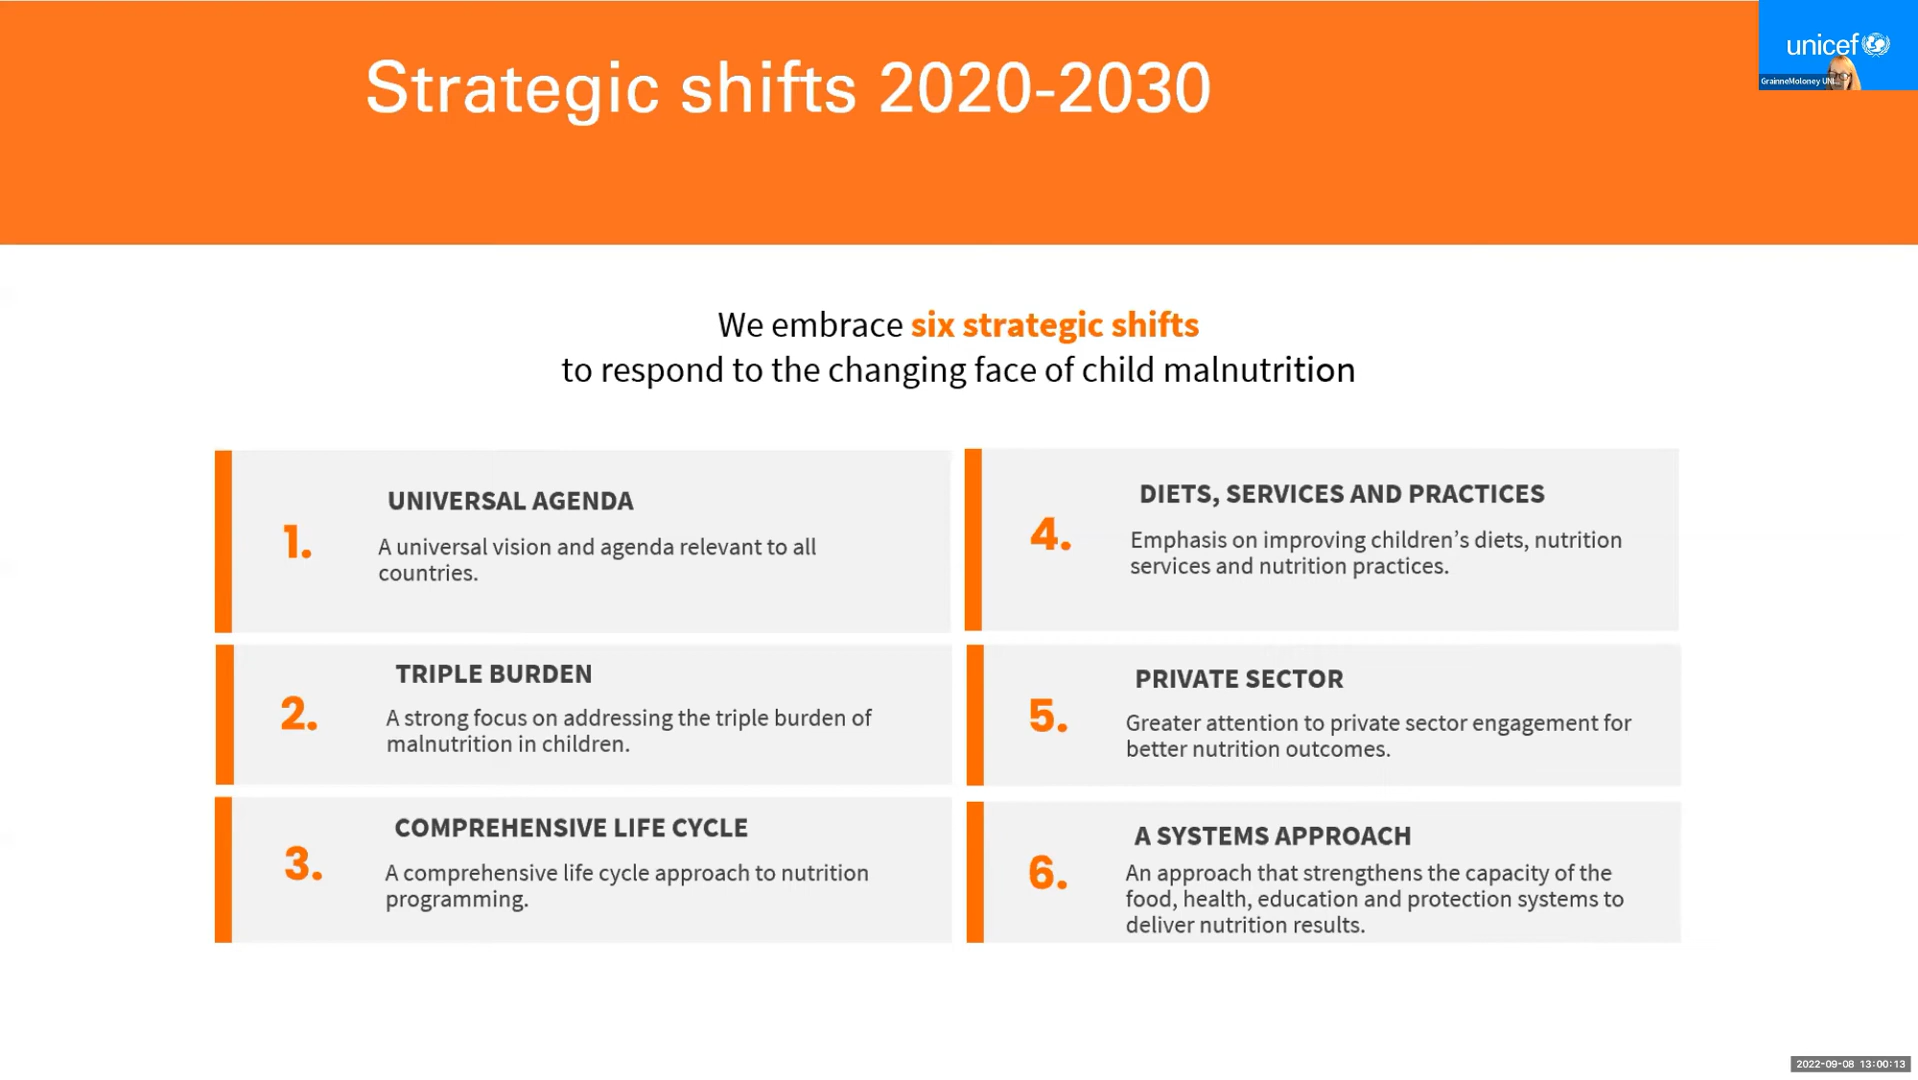 Strategic shifts 2020-2030
unicef
GrainneMoloney UNI
We embrace six strategic shifts
to respond to the changing face of child malnutrition
1.
UNIVERSAL AGENDA
A universal vision and agenda relevant to all
countries.
2.
TRIPLE BURDEN
A strong focus on addressing the triple burden of
malnutrition in children.
3.
COMPREHENSIVE LIFE CYCLE
A comprehensive life cycle approach to nutrition
programming.
4.
DIETS, SERVICES AND PRACTICES
Emphasis on improving children’s diets, nutrition
services and nutrition practices.
5.
PRIVATE SECTOR
Greater attention to private sector engagement for
better nutrition outcomes.
6.
A SYSTEMS APPROACH
An approach that strengthens the capacity of the
food, health, education and protection systems to
deliver nutrition results.
2022-09-08 13:00:13